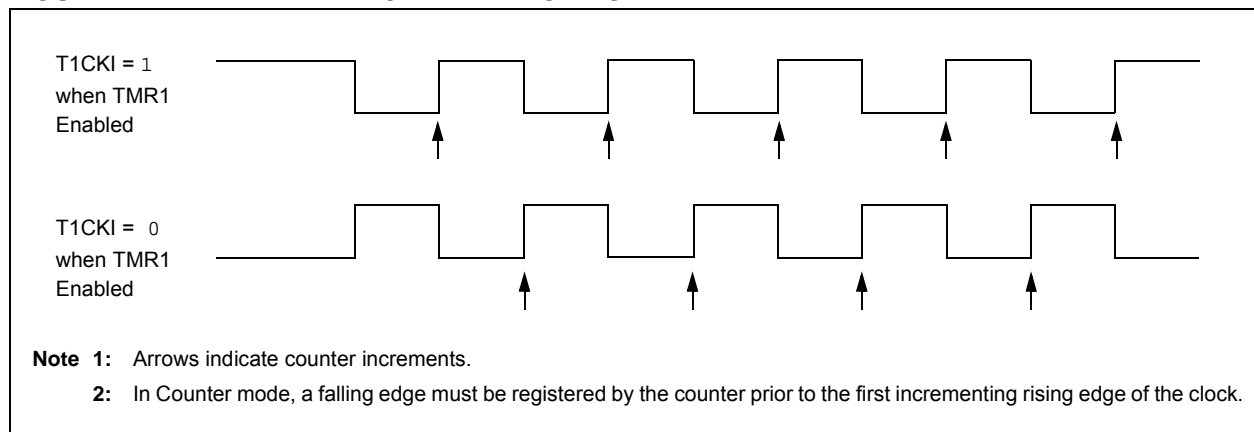 T1CKI = 1
when TMR1
Enabled
T1CKI = 0
when TMR1
Enabled
Note 1: Arrows indicate counter increments.
2: In Counter mode, a falling edge must be registered by the counter prior to the first incrementing rising edge of the clock.